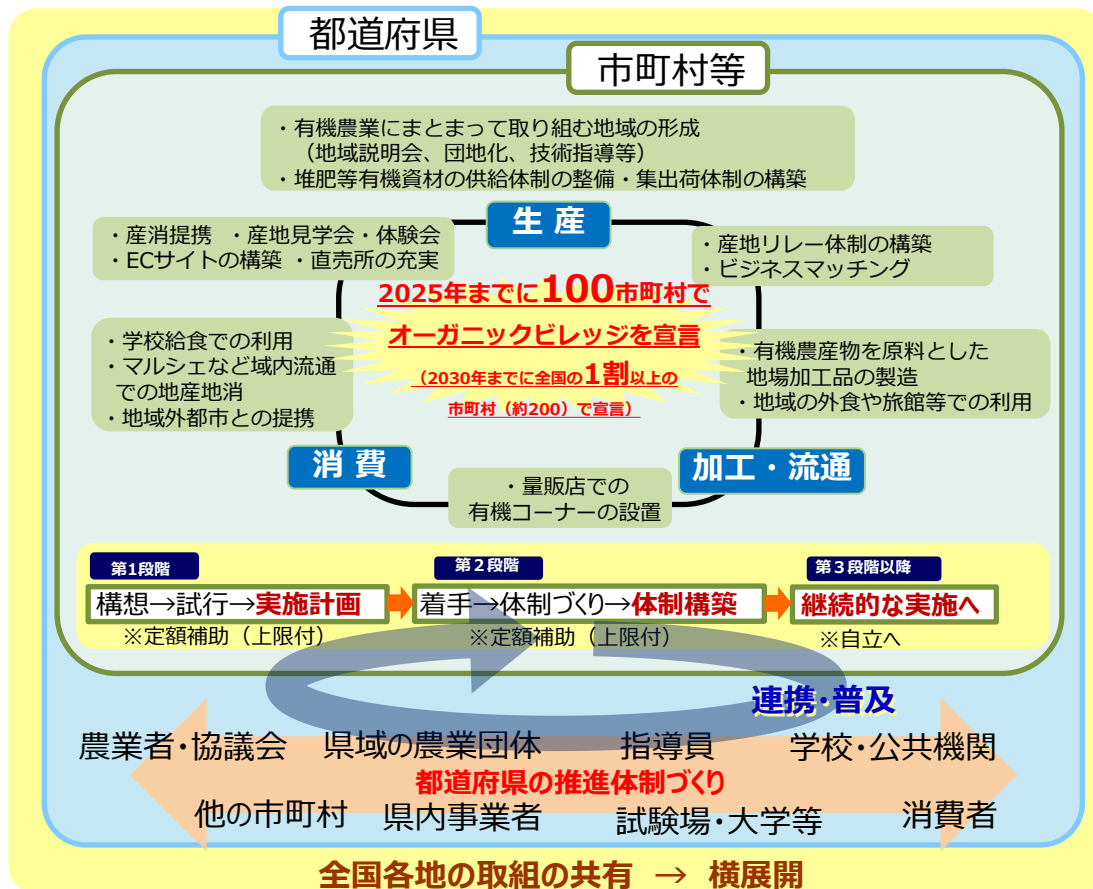 都道府県
市町村等
・有機農業にまとまって取り組む地域の形成
（地域説明会、団地化、技術指導等）
・堆肥等有機資材の供給体制の整備・集出荷体制の構築
生 産
・産消提携 ・産地見学会・体験会
・ECサイトの構築 ・直売所の充実
・産地リレー体制の構築
・ビジネスマッチング
2025年までに100市町村で
オーガニックビレッジを宣言
（2030年までに全国の1割以上の
市町村（約200）で宣言）
・学校給食での利用
・マルシェなど域内流通
での地産地消
・地域外都市との提携
・有機農産物を原料とした
地場加工品の製造
・地域の外食や旅館等での利用
消 費
加工・流通
・量販店での
有機コーナーの設置
第1段階
構想→試行→実施計画
※定額補助（上限付）
第２段階
着手→体制づくり→体制構築
※定額補助（上限付）
第３段階以降
継続的な実施へ
※自立へ
連携・普及
農業者・協議会 県域の農業団体 指導員 学校・公共機関
都道府県の推進体制づくり
他の市町村 県内事業者 試験場・大学等 消費者
全国各地の取組の共有 → 横展開